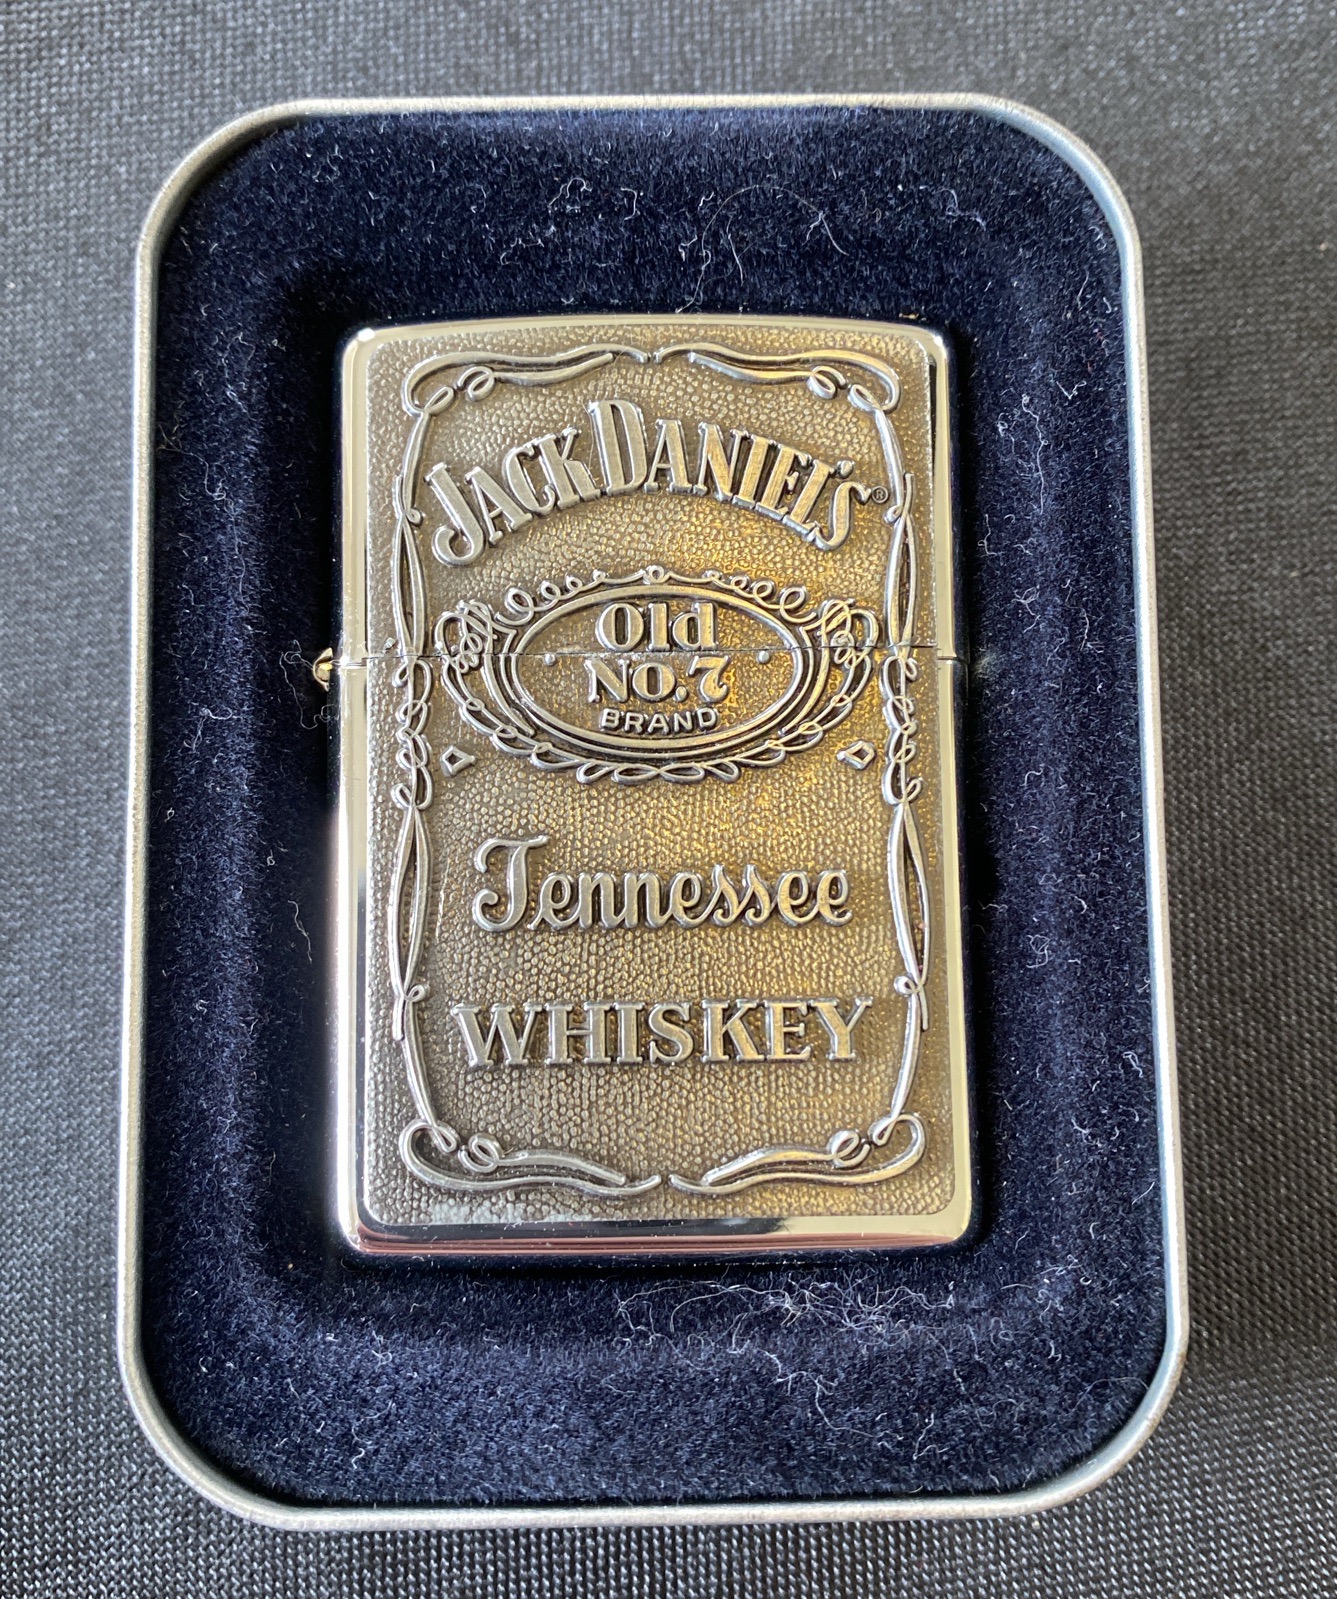 JACK DANIEL'S®
Old
No.7
BRAND
Tennessee
WHISKEY